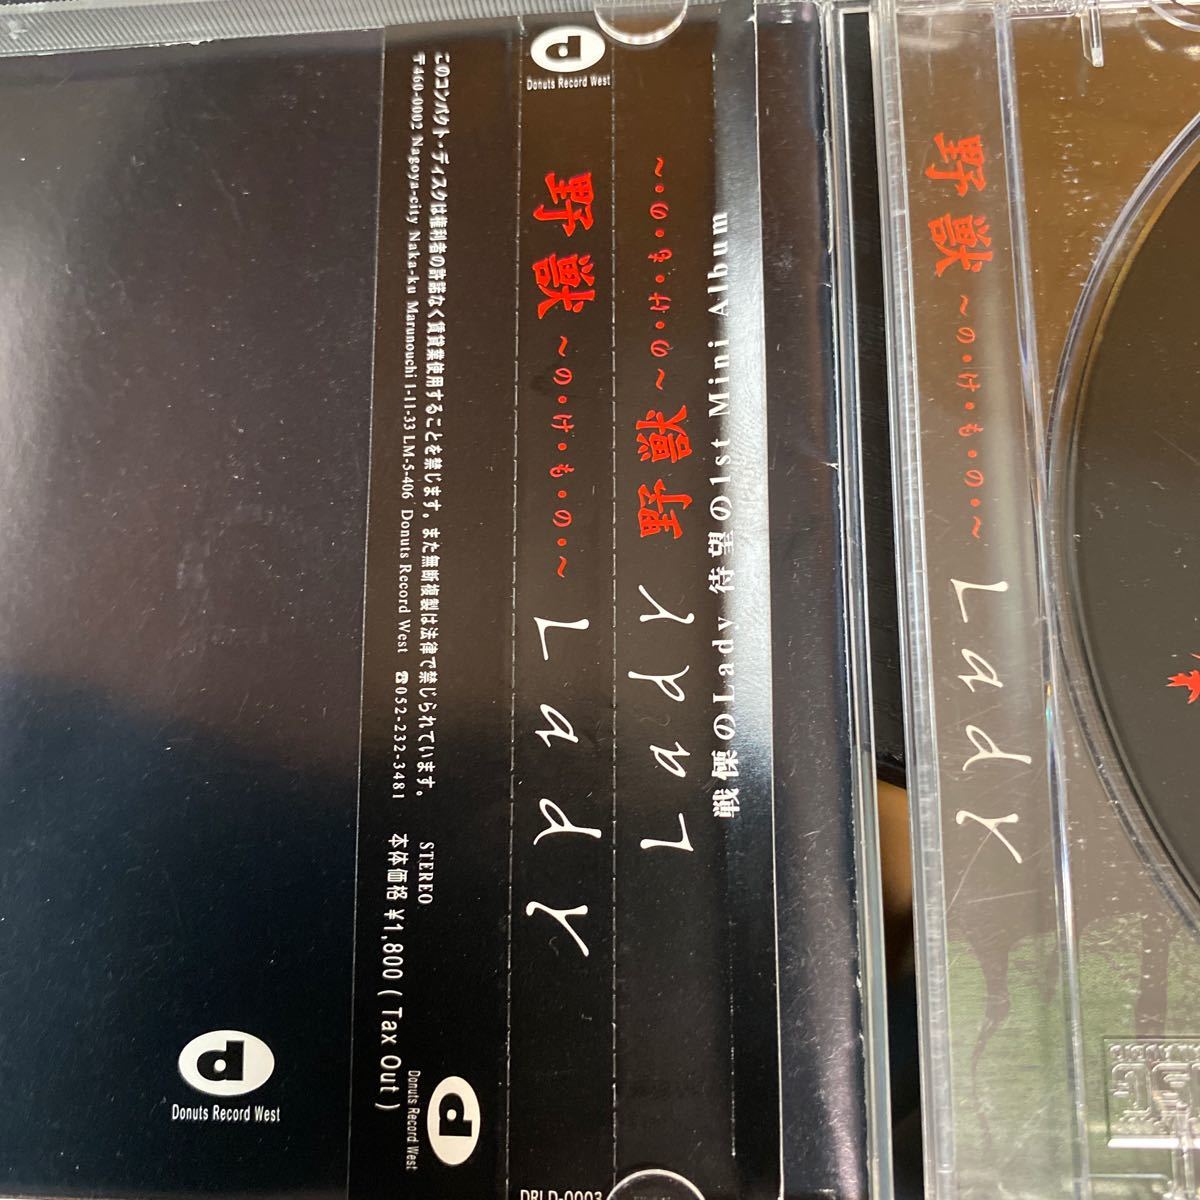 Donuts Record West
このコンパクト・ディスクは権利者の許諾なく賃貸業使用することを禁じます。また無断複製は法律で禁じられています。
〒460-0002 Nagoya-city Naka-ku Marunouchi 1-11-33 LM-5-406 Donuts Record West ☎052-232-3481
STEREO
本体価格 ¥1,800 ( Tax Out )
d
Donuts Record West
d
Donuts Record West
d
野獣 ～の・け・も・の・～ LadY
DRLD-0003
LadY 野獣 ～の・け・も・の・～
戦慄のLady 待望の1st Mini Album
野獣 ～の・け・も・の・～ LadY